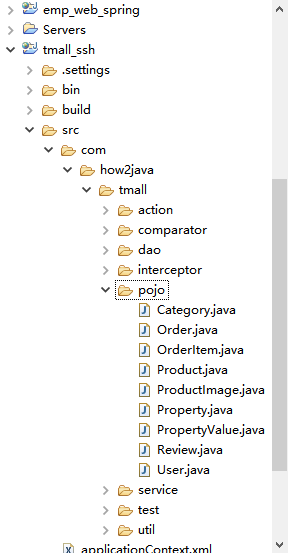 emp_web_spring
Servers
tmall_ssh
.settings
bin
build
src
com
how2java
tmall
action
comparator
dao
interceptor
pojo
Category.java
Order.java
OrderItem.java
Product.java
ProductImage.java
Property.java
PropertyValue.java
Review.java
User.java
service
test
util
applicationContext.xml